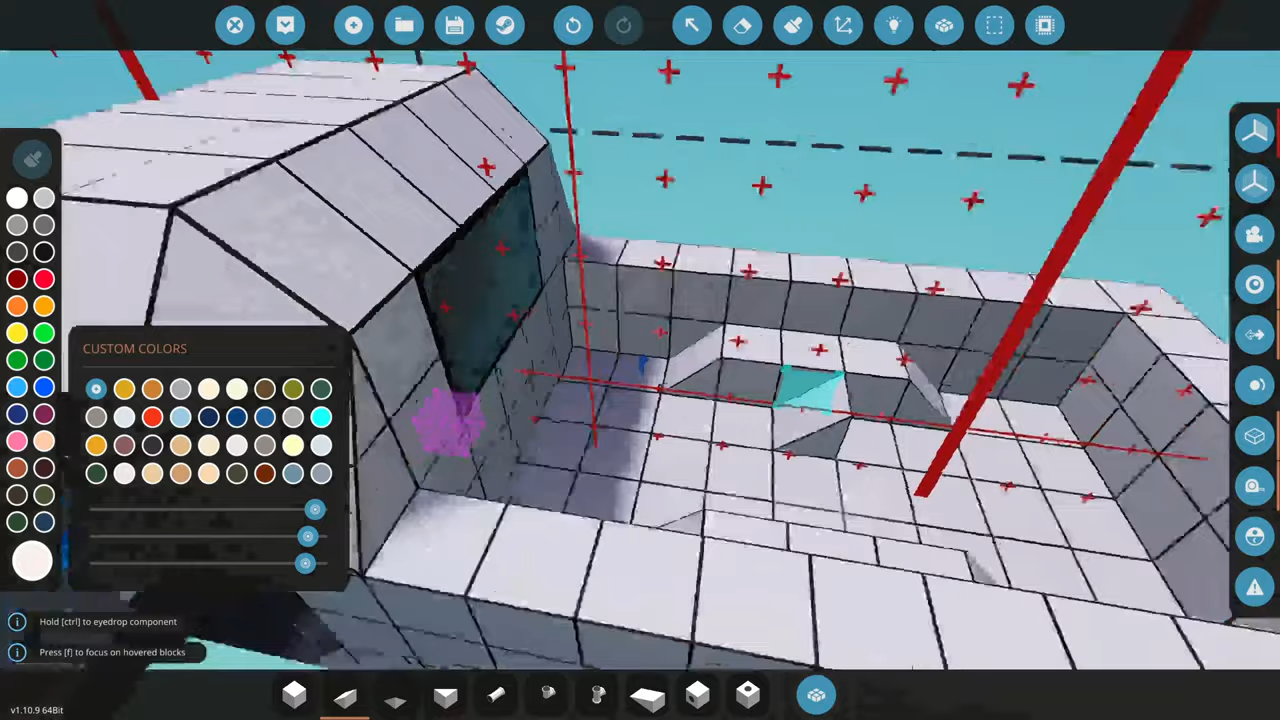 CUSTOM COLORS
Hold [ctrl] to eyedrop component
Press [f] to focus on hovered blocks
v1.10.9 64Bit